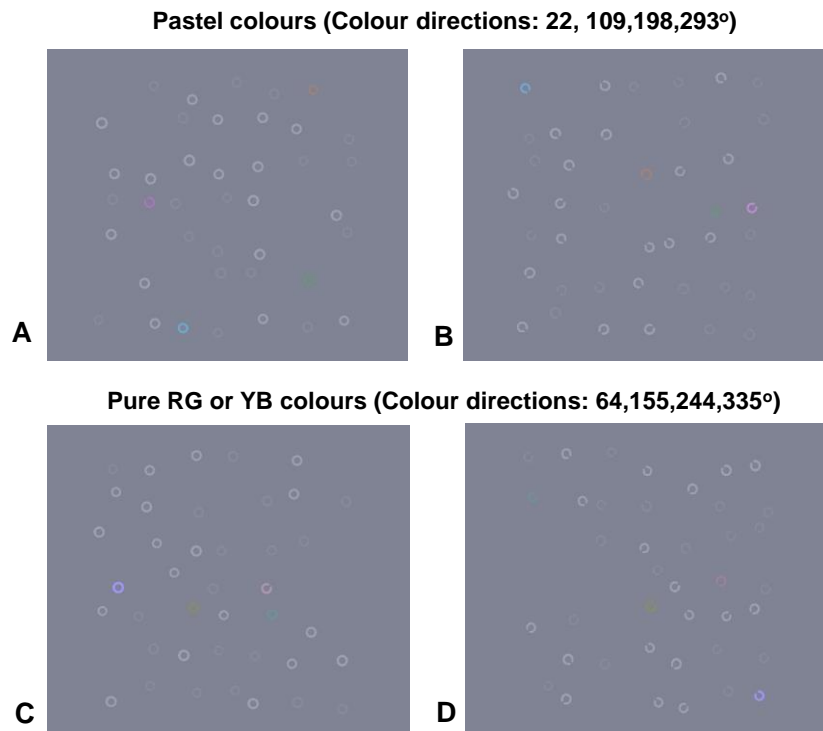 Pastel colours (Colour directions: 22, 109,198,293º)
A
B
Pure RG or YB colours (Colour directions: 64,155,244,335º)
C
D